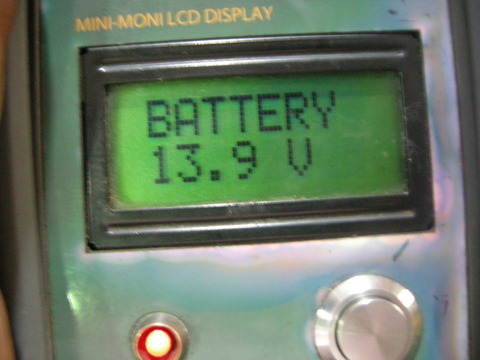 MINI-MONI LCD DISPLAY
BATTERY
13.9 V